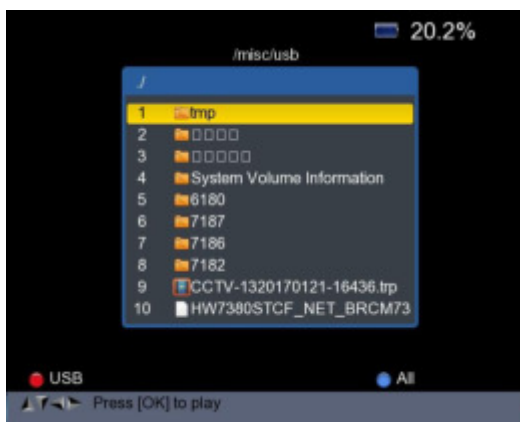 20.2%
/misc/usb
./
1 tmp
2 □□□□
3 □□□□□
4 System Volume Information
5 6180
6 7187
7 7186
8 7182
9 CCTV-1320170121-16436.trp
10 HW7380STCF_NET_BRCM73
USB
All
Press [OK] to play